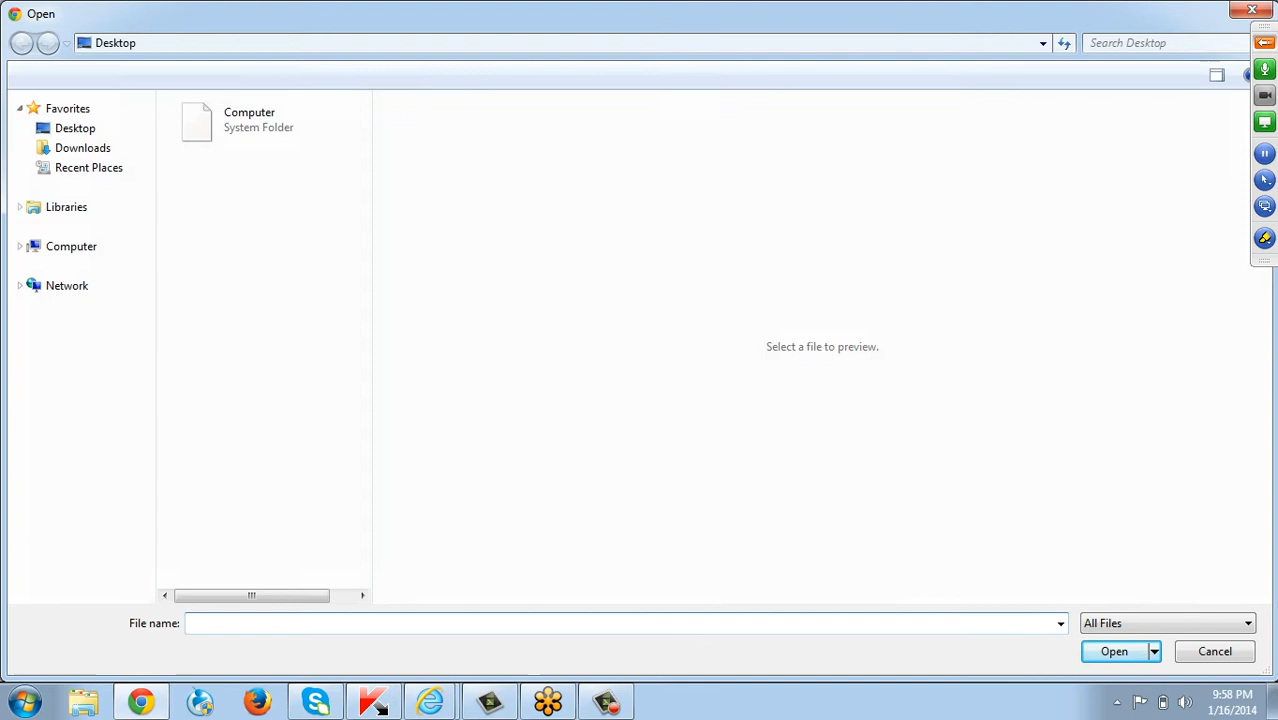 Open
Desktop
Search Desktop
Favorites
Desktop
Downloads
Recent Places
Libraries
Computer
Network
Computer
System Folder
Select a file to preview.
File name:
All Files
Open
Cancel
9:58 PM
1/16/2014